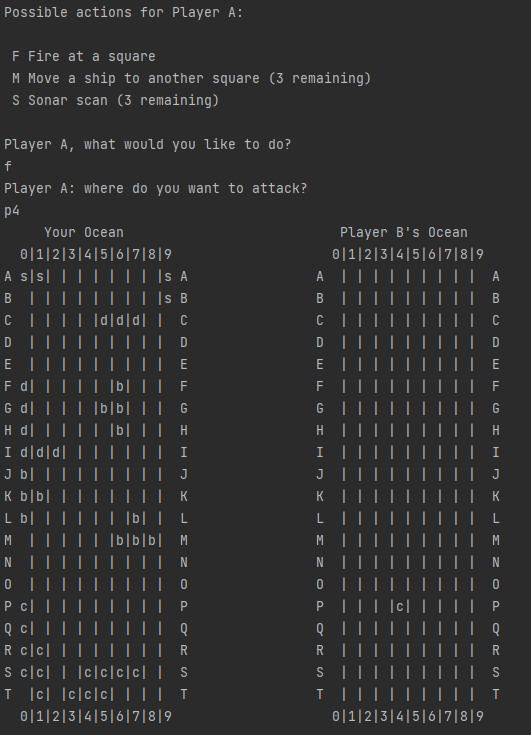 Possible actions for Player A:
 F Fire at a square
 M Move a ship to another square (3 remaining)
 S Sonar scan (3 remaining)
Player A, what would you like to do?
f
Player A: where do you want to attack?
p4
     Your Ocean                           Player B's Ocean
  0|1|2|3|4|5|6|7|8|9                    0|1|2|3|4|5|6|7|8|9
A s|s| | | | | | | |s A                A  | | | | | | | | |  A
B  | | | | | | | | |s B                B  | | | | | | | | |  B
C  | | | | |d|d|d| |  C                C  | | | | | | | | |  C
D  | | | | | | | | |  D                D  | | | | | | | | |  D
E  | | | | | | | | |  E                E  | | | | | | | | |  E
F d| | | | | |b| | |  F                F  | | | | | | | | |  F
G d| | | | |b|b| | |  G                G  | | | | | | | | |  G
H d| | | | | |b| | |  H                H  | | | | | | | | |  H
I d|d|d| | | | | | |  I                I  | | | | | | | | |  I
J b| | | | | | | | |  J                J  | | | | | | | | |  J
K b|b| | | | | | | |  K                K  | | | | | | | | |  K
L b| | | | | | |b| |  L                L  | | | | | | | | |  L
M  | | | | | |b|b|b|  M                M  | | | | | | | | |  M
N  | | | | | | | | |  N                N  | | | | | | | | |  N
O  | | | | | | | | |  O                O  | | | | | | | | |  O
P c| | | | | | | | |  P                P  | | | |c| | | | |  P
Q c| | | | | | | | |  Q                Q  | | | | | | | | |  Q
R c|c| | | | | | | |  R                R  | | | | | | | | |  R
S c|c| | |c|c|c|c| |  S                S  | | | | | | | | |  S
T  |c| |c|c|c| | | |  T                T  | | | | | | | | |  T
  0|1|2|3|4|5|6|7|8|9                    0|1|2|3|4|5|6|7|8|9